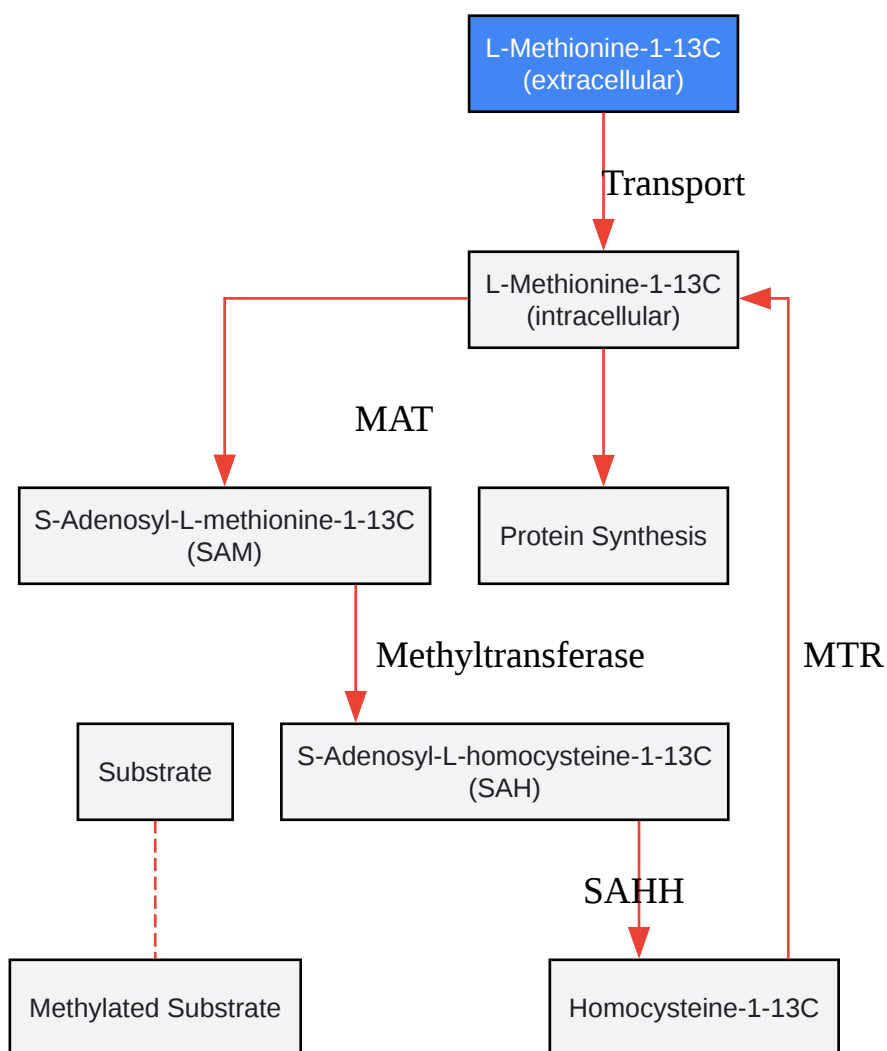 L-Methionine-1-13C
(extracellular)
Transport
L-Methionine-1-13C
(intracellular)
MAT
S-Adenosyl-L-methionine-1-13C
(SAM)
Protein Synthesis
Methyltransferase
MTR
Substrate
S-Adenosyl-L-homocysteine-1-13C
(SAH)
SAHH
Methylated Substrate
Homocysteine-1-13C